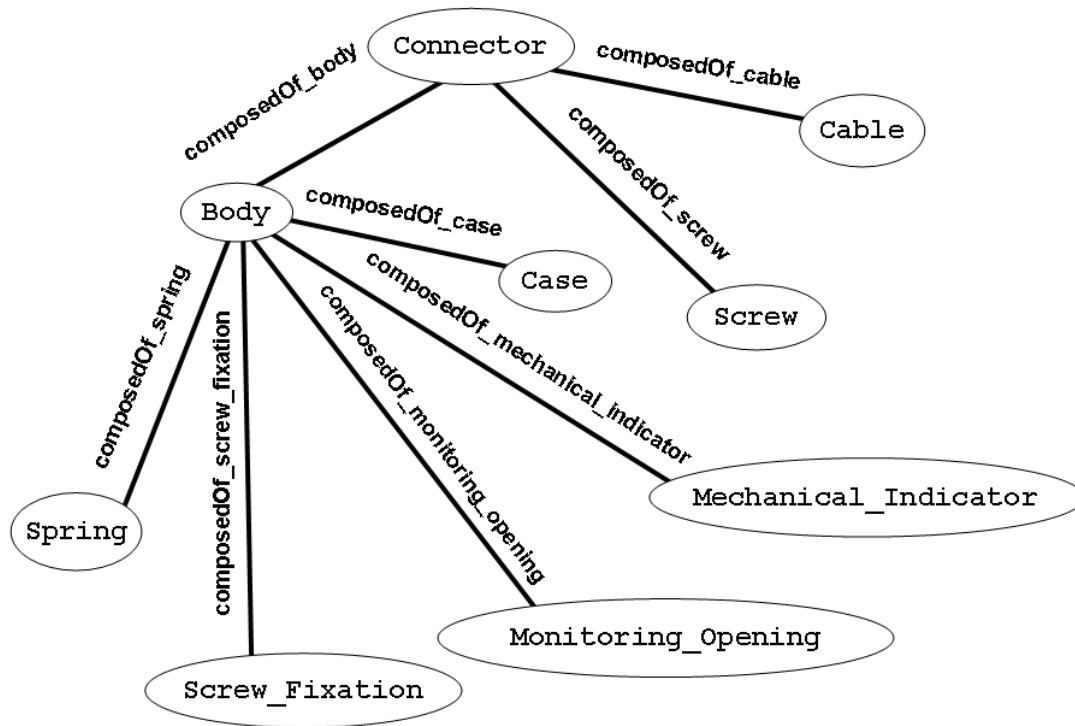 Connector
composedOf_body
composedOf_cable
Cable
composedOf_screw
Body
composedOf_case
Case
Screw
composedOf_spring
composedOf_screw_fixation
composedOf_monitoring_opening
composedOf_mechanical_indicator
Mechanical_Indicator
Spring
Monitoring_Opening
Screw_Fixation